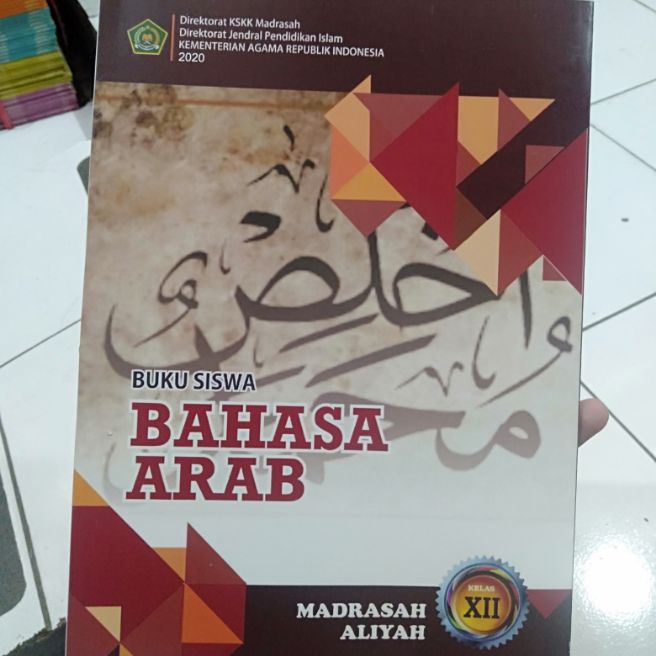 Direktorat KSKK Madrasah
Direktorat Jendral Pendidikan Islam
KEMENTERIAN AGAMA REPUBLIK INDONESIA
2020
BUKU SISWA
BAHASA
ARAB
MADRASAH
ALIYAH
KELAS
XII